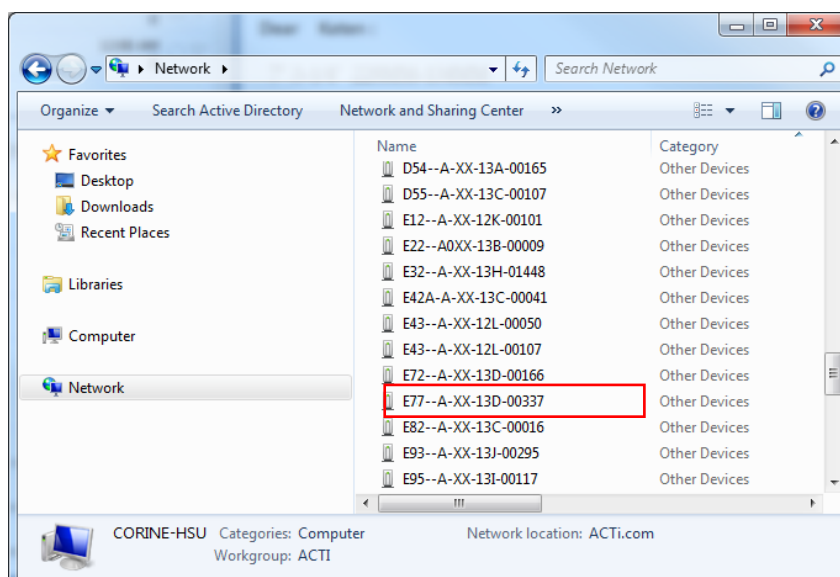 Network
Search Network
Organize Search Active Directory Network and Sharing Center »
Favorites
Desktop
Downloads
Recent Places
Libraries
Computer
Network
Name Category
D54--A-XX-13A-00165 Other Devices
D55--A-XX-13C-00107 Other Devices
E12--A-XX-12K-00101 Other Devices
E22--A0XX-13B-00009 Other Devices
E32--A-XX-13H-01448 Other Devices
E42A-A-XX-13C-00041 Other Devices
E43--A-XX-12L-00050 Other Devices
E43--A-XX-12L-00107 Other Devices
E72--A-XX-13D-00166 Other Devices
E77--A-XX-13D-00337 Other Devices
E82--A-XX-13C-00016 Other Devices
E93--A-XX-13J-00295 Other Devices
E95--A-XX-13I-00117 Other Devices
CORINE-HSU Categories: Computer Network location: ACTi.com
Workgroup: ACTI